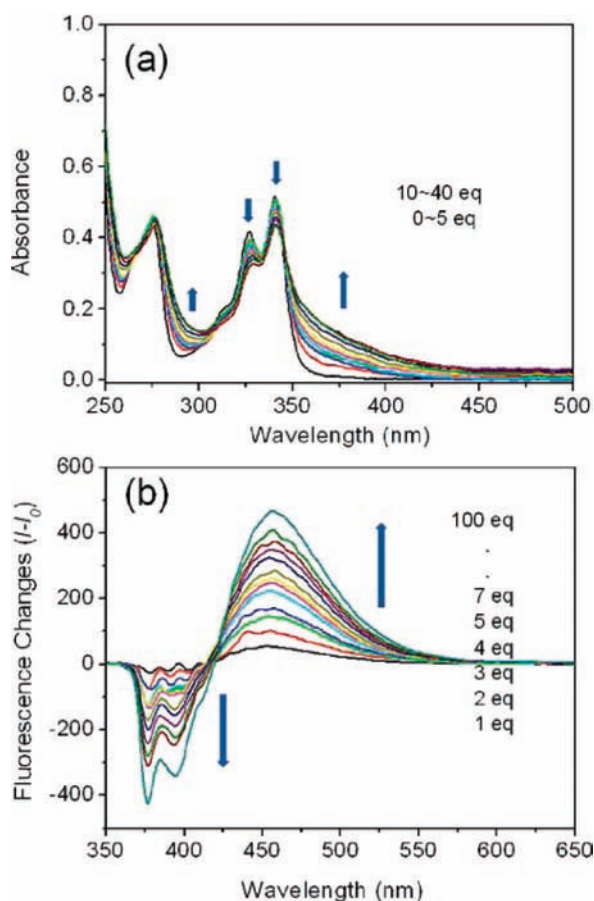 (a)
1.0
0.8
0.6
0.4
0.2
0.0
Absorbance
10~40 eq
0~5 eq
250 300 350 400 450 500
Wavelength (nm)
(b)
600
400
200
0
-200
-400
Fluorescence Changes (I-I0)
100 eq
.
.
7 eq
5 eq
4 eq
3 eq
2 eq
1 eq
350 400 450 500 550 600 650
Wavelength (nm)